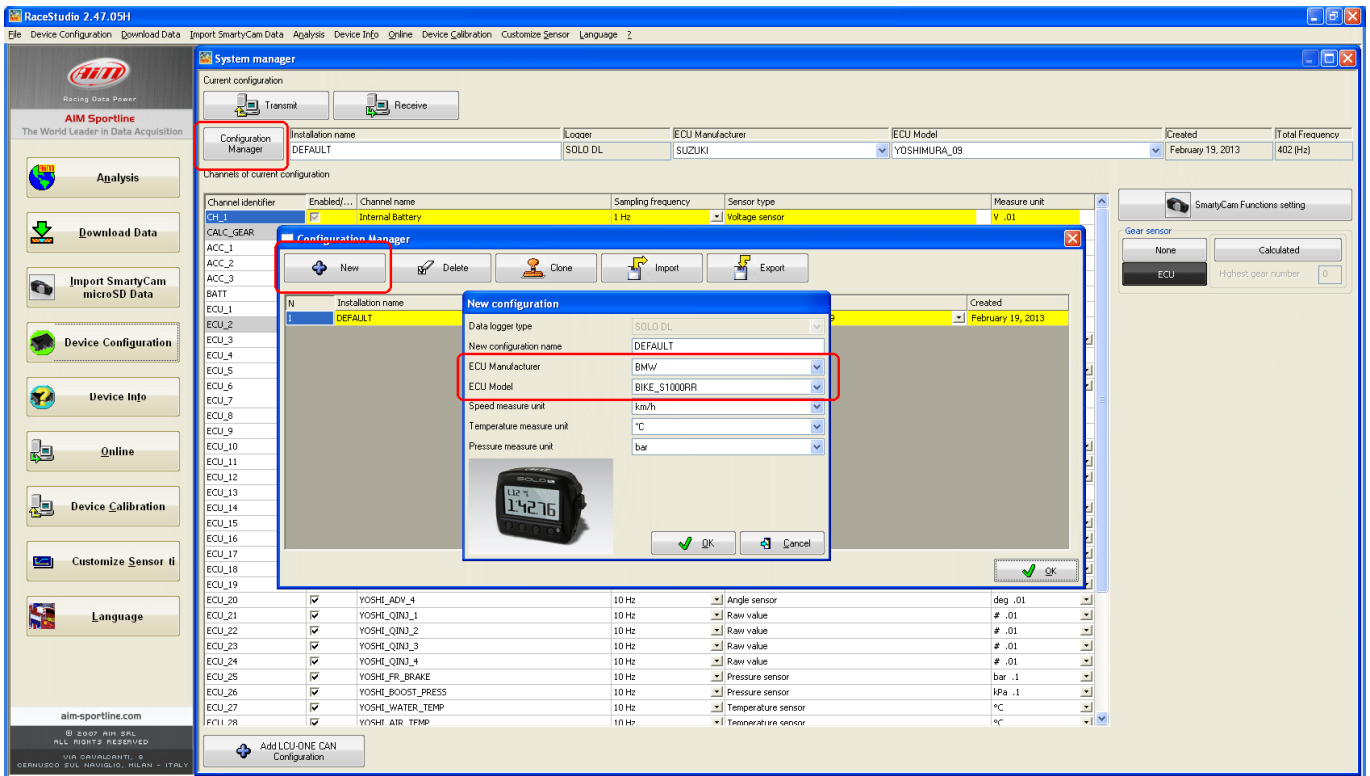 RaceStudio 2.47.05H
File Device Configuration Download Data Import SmartyCam Data Analysis Device Info Online Device Calibration Customize Sensor Language ?
AiM
Racing Data Power
AIM Sportline
The World Leader in Data Acquisition
Analysis
Download Data
Import SmartyCam
microSD Data
Device Configuration
Device Info
Online
Device Calibration
Customize Sensor ti
Language
aim-sportline.com
© 2007 AIM SRL
ALL RIGHTS RESERVED
VIA CAVALCANTI, 8
CERNUSCO SUL NAVIGLIO, MILAN - ITALY
System manager
Current configuration
Transmit Receive
Configuration
Manager
Installation name Logger ECU Manufacturer ECU Model Created Total Frequency
DEFAULT SOLO DL SUZUKI YOSHIMURA_09 February 19, 2013 402 (Hz)
Channels of current configuration
Channel identifier Enabled/... Channel name Sampling frequency Sensor type Measure unit
CH_1 Internal Battery 1 Hz Voltage sensor V .01
CALC_GEAR
ACC_1
ACC_2
ACC_3
BATT
ECU_1
ECU_2
ECU_3
ECU_4
ECU_5
ECU_6
ECU_7
ECU_8
ECU_9
ECU_10
ECU_11
ECU_12
ECU_13
ECU_14
ECU_15
ECU_16
ECU_17
ECU_18
ECU_19
ECU_20 YOSHI_ADV_4 10 Hz Angle sensor deg .01
ECU_21 YOSHI_QINJ_1 10 Hz Raw value # .01
ECU_22 YOSHI_QINJ_2 10 Hz Raw value # .01
ECU_23 YOSHI_QINJ_3 10 Hz Raw value # .01
ECU_24 YOSHI_QINJ_4 10 Hz Raw value # .01
ECU_25 YOSHI_FR_BRAKE 10 Hz Pressure sensor bar .1
ECU_26 YOSHI_BOOST_PRESS 10 Hz Pressure sensor kPa .1
ECU_27 YOSHI_WATER_TEMP 10 Hz Temperature sensor °C
ECU_28 YOSHI_AIR_TEMP 10 Hz Temperature sensor °C
Add LCU-ONE CAN
Configuration
SmartyCam Functions setting
Gear sensor
None Calculated
ECU Highest gear number 0
Configuration Manager
New Delete Clone Import Export
N Installation name Created
1 DEFAULT 9 February 19, 2013
OK
New configuration
Data logger type SOLO DL
New configuration name DEFAULT
ECU Manufacturer BMW
ECU Model BIKE_S1000RR
Speed measure unit km/h
Temperature measure unit °C
Pressure measure unit bar
SOLO
1'42.76
OK Cancel